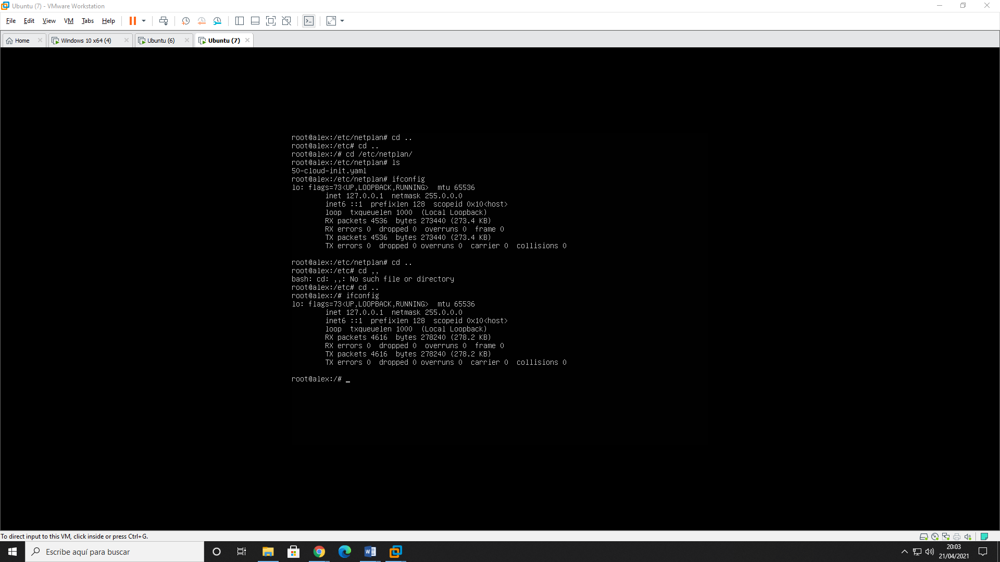 Ubuntu (7) - VMware Workstation
File Edit View VM Tabs Help
Home Windows 10 x64 (4) Ubuntu (6) Ubuntu (7)
root@alex:/etc/netplan# cd ..
root@alex:/etc# cd ..
root@alex:/# cd /etc/netplan/
root@alex:/etc/netplan# ls
50-cloud-init.yaml
root@alex:/etc/netplan# ifconfig
lo: flags=73<UP,LOOPBACK,RUNNING>  mtu 65536
        inet 127.0.0.1  netmask 255.0.0.0
        inet6 ::1  prefixlen 128  scopeid 0x10<host>
        loop  txqueuelen 1000  (Local Loopback)
        RX packets 4536  bytes 273440 (273.4 KB)
        RX errors 0  dropped 0  overruns 0  frame 0
        TX packets 4536  bytes 273440 (273.4 KB)
        TX errors 0  dropped 0 overruns 0  carrier 0  collisions 0
root@alex:/etc/netplan# cd ..
root@alex:/etc# cd ,,
bash: cd: ,,: No such file or directory
root@alex:/etc# cd ..
root@alex:/# ifconfig
lo: flags=73<UP,LOOPBACK,RUNNING>  mtu 65536
        inet 127.0.0.1  netmask 255.0.0.0
        inet6 ::1  prefixlen 128  scopeid 0x10<host>
        loop  txqueuelen 1000  (Local Loopback)
        RX packets 4616  bytes 278240 (278.2 KB)
        RX errors 0  dropped 0  overruns 0  frame 0
        TX packets 4616  bytes 278240 (278.2 KB)
        TX errors 0  dropped 0 overruns 0  carrier 0  collisions 0
root@alex:/# _
To direct input to this VM, click inside or press Ctrl+G.
Escribe aquí para buscar
20:03
21/04/2021